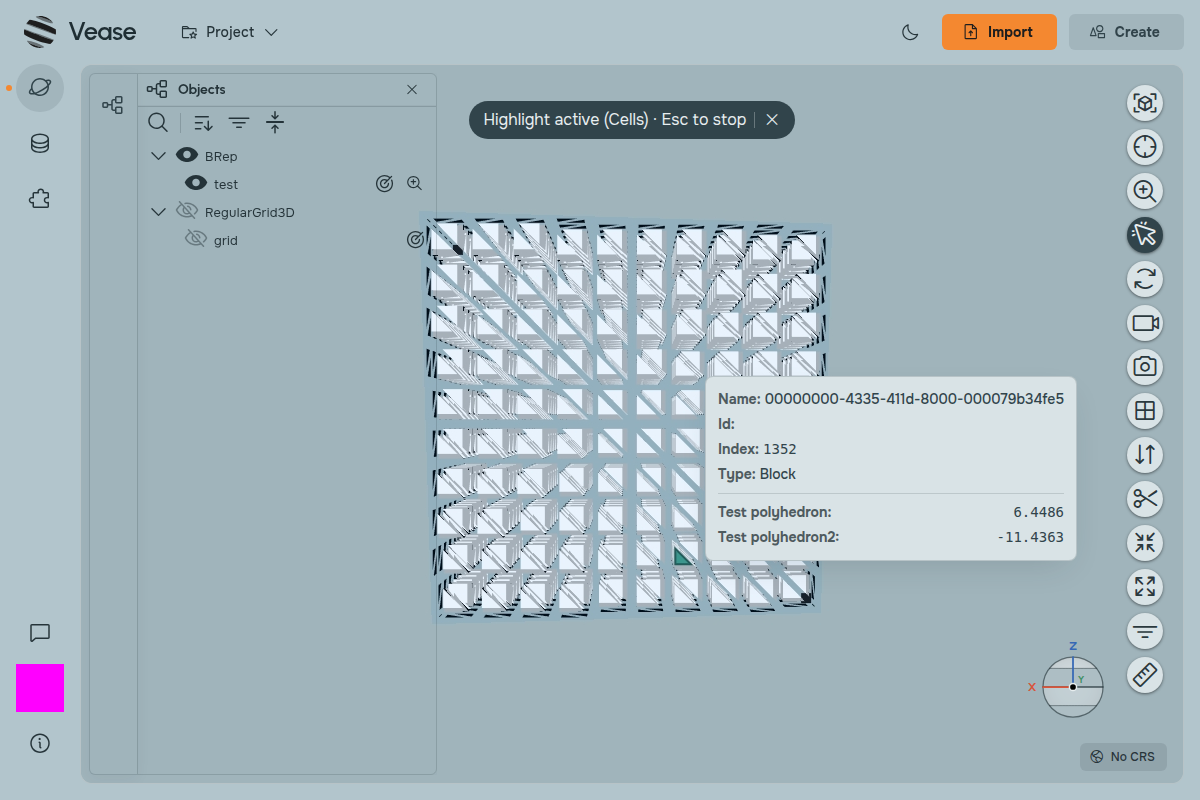 Vease
Project
Import
Create
Objects
Highlight active (Cells) · Esc to stop
BRep
test
RegularGrid3D
grid
Name: 00000000-4335-411d-8000-000079b34fe5
Id:
Index: 1352
Type: Block
Test polyhedron: 6.4486
Test polyhedron2: -11.4363
Z
X
Y
No CRS